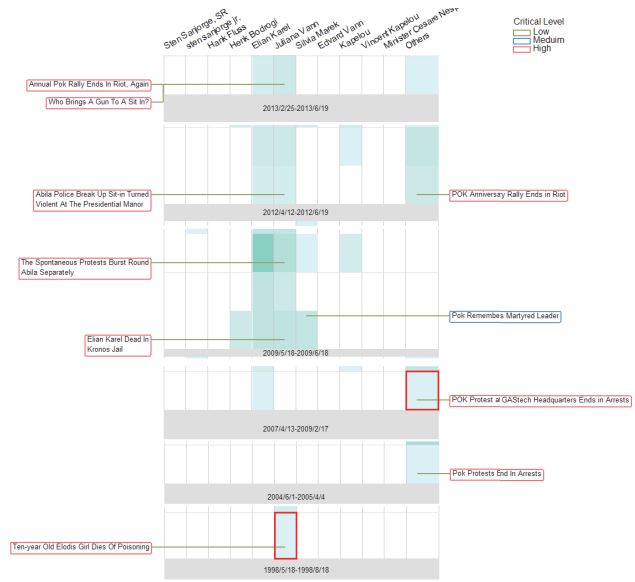 Sten Sanjorge.SR
sten sanjorge Jr.
Hank Fluss
Henk Bodrogi
Elian Karel
Juliana Vann
Silvia Marek
Edvard Vann
Kapelou
Vincent Kapelou
Minister Cesare
Others
Critical Level
Low
Meduim
High
Annual Pok Rally Ends In Riot, Again
Who Brings A Gun To A Sit In?
2013/2/25-2013/6/19
Abila Police Break Up Sit-in Turned
Violent At The Presidential Manor
POK Anniversay Rally Ends in Riot
2012/4/12-2012/6/19
The Spontaneous Protests Burst Round
Abila Separately
Pok Remembes Martyred Leader
Elian Karel Dead In
Kronos Jail
2009/5/18-2009/6/18
POK Protest at GAStech Headquarters Ends in Arrests
2007/4/13-2009/2/17
Pok Protests End In Arrests
2004/6/1-2005/4/4
Ten-year Old Elodis Girl Dies Of Poisoning
1998/5/18-1998/8/18